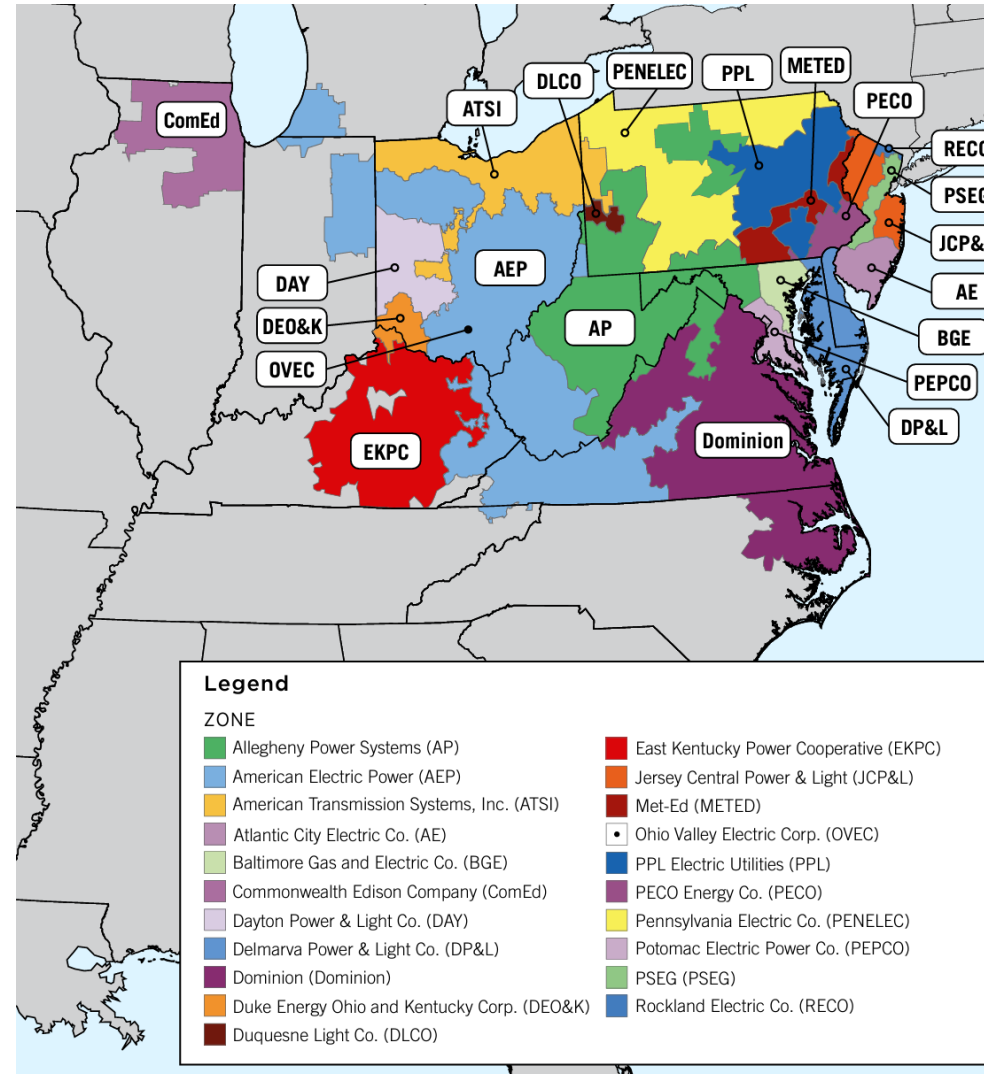 ComEd
ATSI
DLCO
PENELEC
PPL
METED
PECO
RECO
PSEG
JCP&
AE
BGE
PEPCO
DP&L
DAY
DEO&K
OVEC
AEP
AP
EKPC
Dominion
Legend
ZONE
Allegheny Power Systems (AP)
American Electric Power (AEP)
American Transmission Systems, Inc. (ATSI)
Atlantic City Electric Co. (AE)
Baltimore Gas and Electric Co. (BGE)
Commonwealth Edison Company (ComEd)
Dayton Power & Light Co. (DAY)
Delmarva Power & Light Co. (DP&L)
Dominion (Dominion)
Duke Energy Ohio and Kentucky Corp. (DEO&K)
Duquesne Light Co. (DLCO)
East Kentucky Power Cooperative (EKPC)
Jersey Central Power & Light (JCP&L)
Met-Ed (METED)
Ohio Valley Electric Corp. (OVEC)
PPL Electric Utilities (PPL)
PECO Energy Co. (PECO)
Pennsylvania Electric Co. (PENELEC)
Potomac Electric Power Co. (PEPCO)
PSEG (PSEG)
Rockland Electric Co. (RECO)